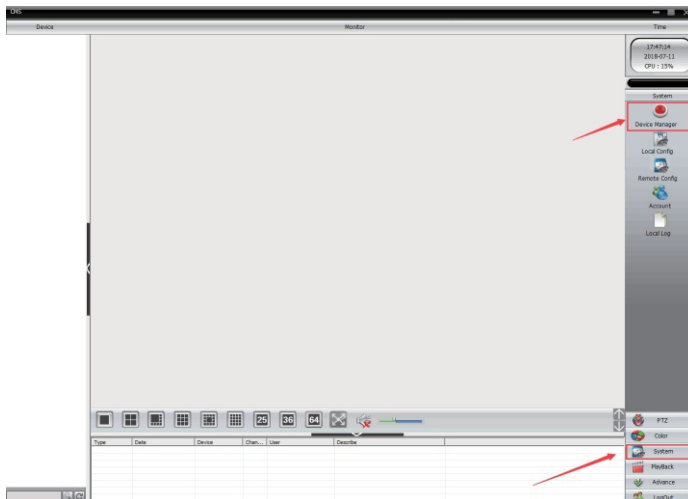 CMS
Device
Monitor
Time
17:47:14
2018-07-11
CPU : 15%
System
Device Manager
Local Config
Remote Config
Account
Local Log
25
36
64
PTZ
Color
System
PlayBack
Advance
LogOut
Type
Date
Device
Chan...
User
Describe